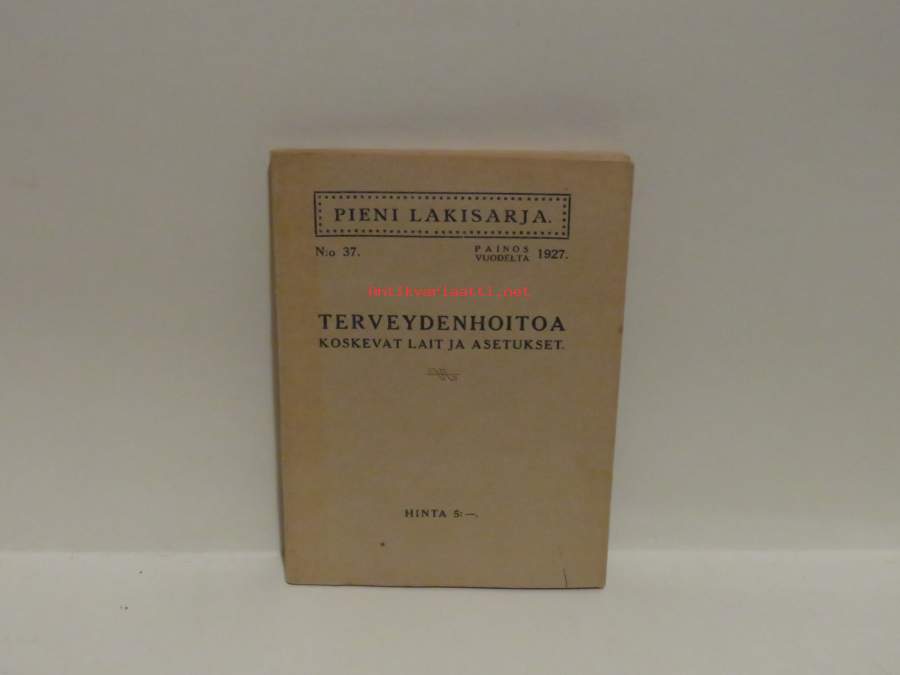 PIENI LAKISARJA.
N:o 37. PAINOS VUODELTA 1927.
antikvariaatti.net
TERVEYDENHOITOA
KOSKEVAT LAIT JA ASETUKSET.
HINTA 5:—.